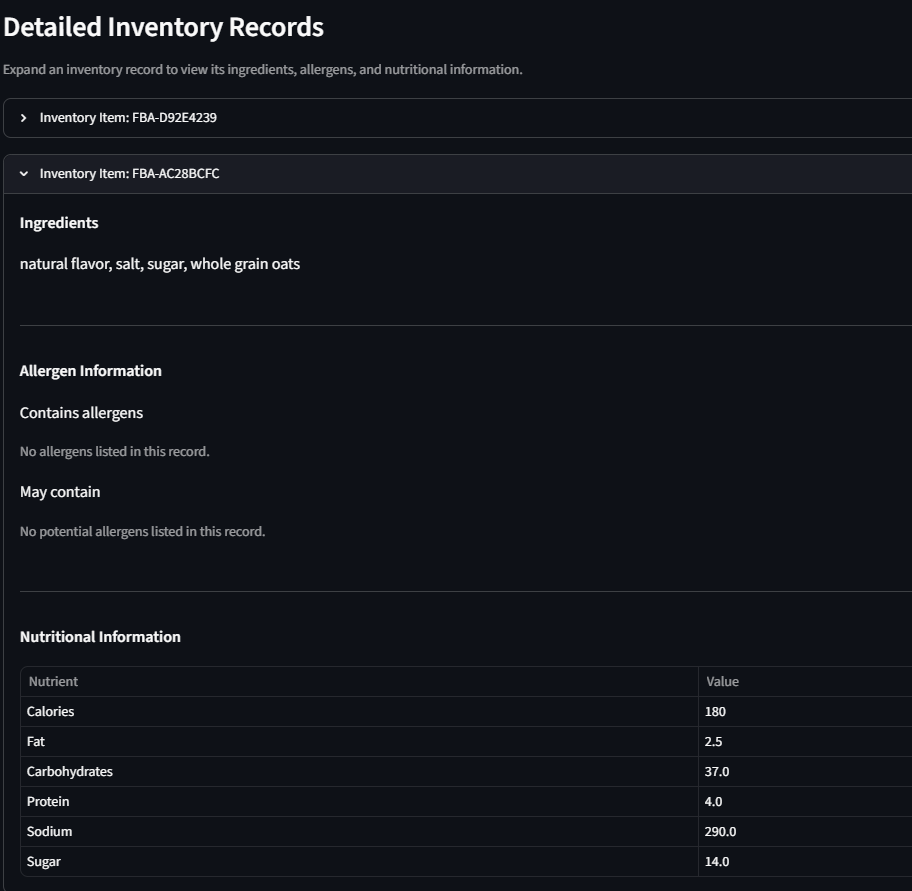 Detailed Inventory Records
Expand an inventory record to view its ingredients, allergens, and nutritional information.
Inventory Item: FBA-D92E4239
Inventory Item: FBA-AC28BCFC
Ingredients
natural flavor, salt, sugar, whole grain oats
Allergen Information
Contains allergens
No allergens listed in this record.
May contain
No potential allergens listed in this record.
Nutritional Information
Nutrient Value
Calories 180
Fat 2.5
Carbohydrates 37.0
Protein 4.0
Sodium 290.0
Sugar 14.0